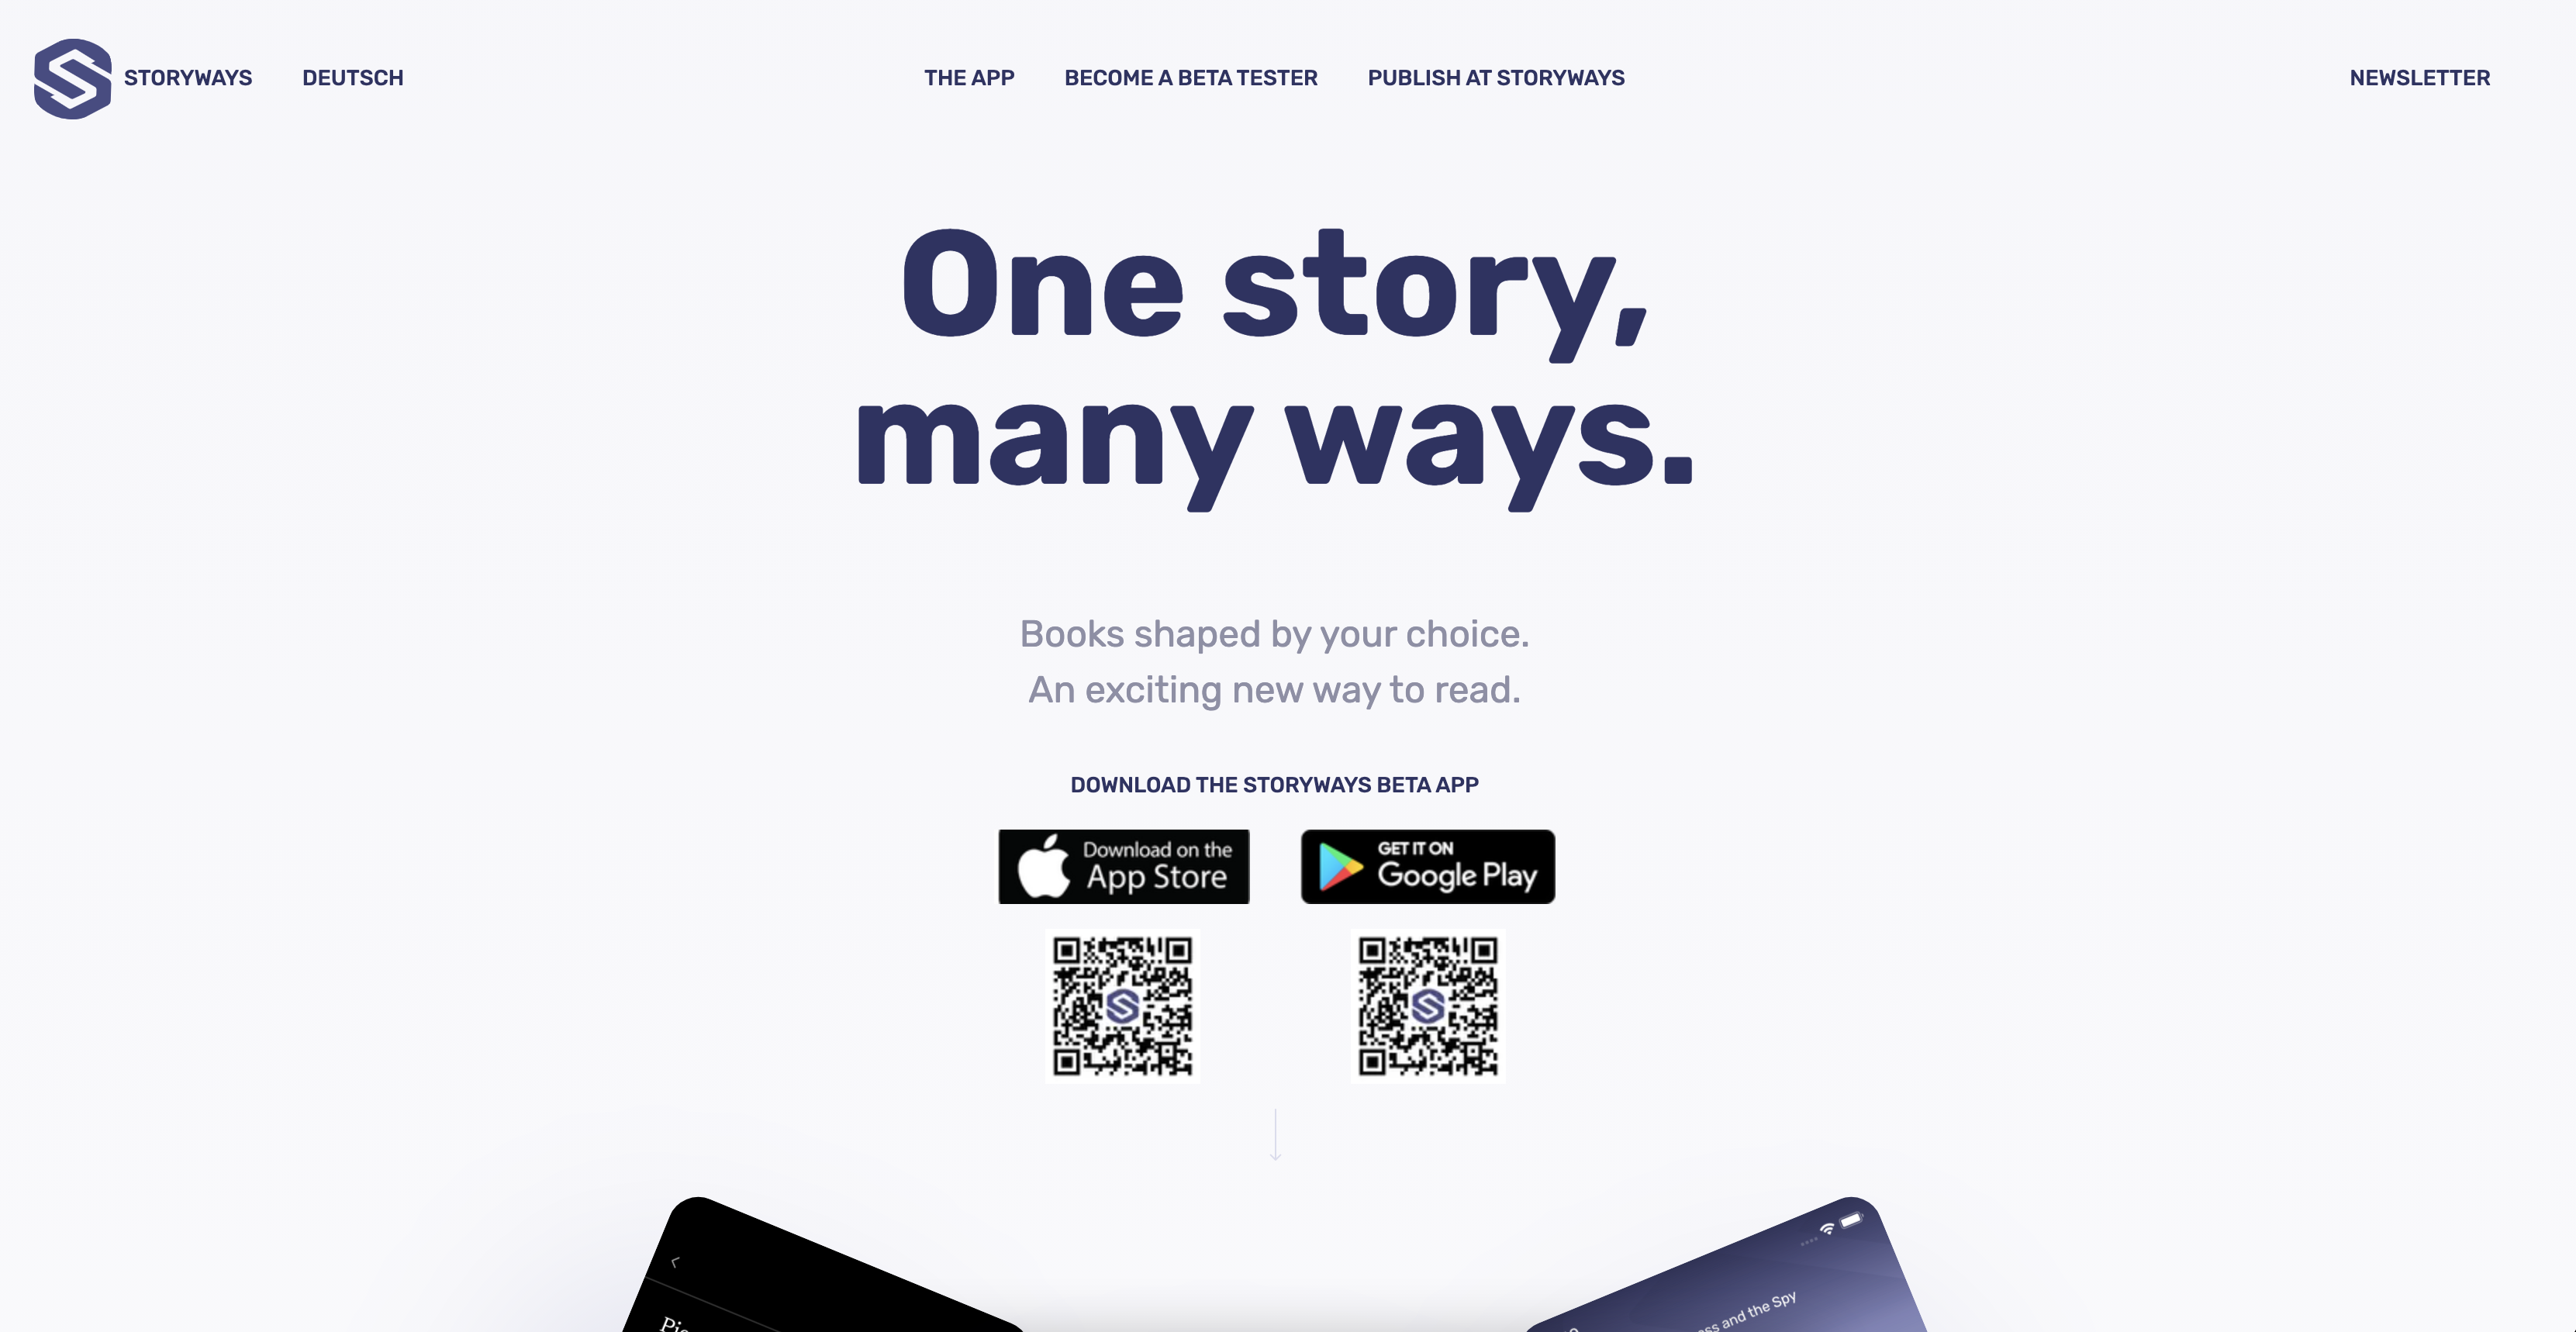 STORYWAYS
DEUTSCH
THE APP
BECOME A BETA TESTER
PUBLISH AT STORYWAYS
NEWSLETTER
One story,
many ways.
Books shaped by your choice.
An exciting new way to read.
DOWNLOAD THE STORYWAYS BETA APP
Download on the
App Store
GET IT ON
Google Play
and the Spy